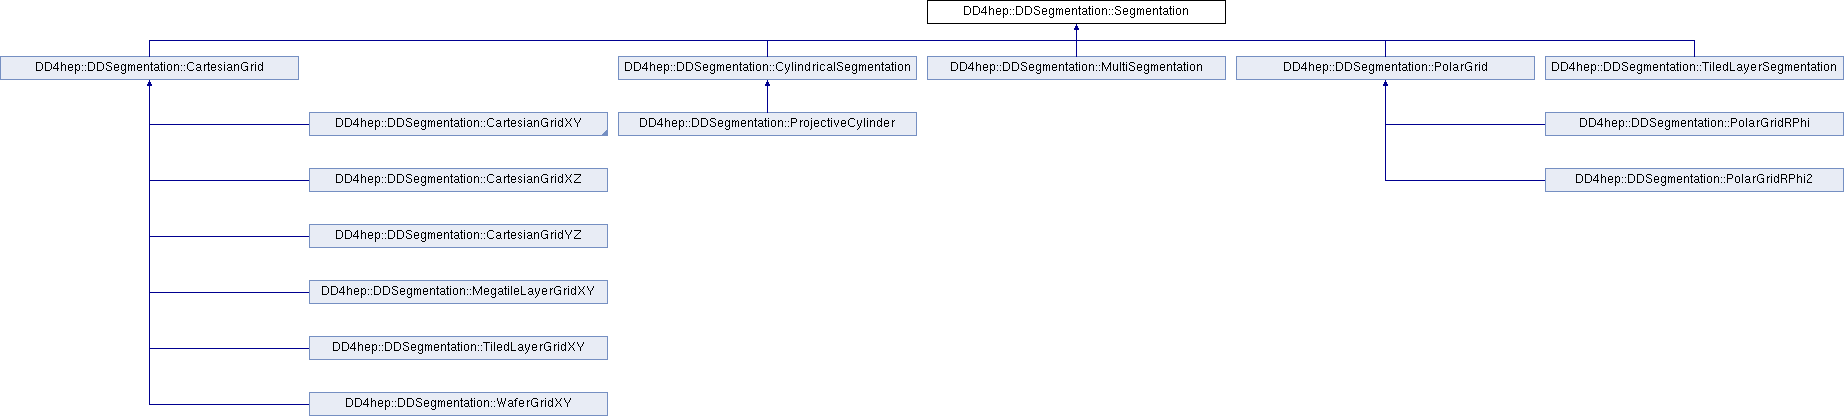 DD4hep::DDSegmentation::Segmentation
DD4hep::DDSegmentation::CartesianGrid
DD4hep::DDSegmentation::CylindricalSegmentation
DD4hep::DDSegmentation::MultiSegmentation
DD4hep::DDSegmentation::PolarGrid
DD4hep::DDSegmentation::TiledLayerSegmentation
DD4hep::DDSegmentation::CartesianGridXY
DD4hep::DDSegmentation::ProjectiveCylinder
DD4hep::DDSegmentation::PolarGridRPhi
DD4hep::DDSegmentation::CartesianGridXZ
DD4hep::DDSegmentation::PolarGridRPhi2
DD4hep::DDSegmentation::CartesianGridYZ
DD4hep::DDSegmentation::MegatileLayerGridXY
DD4hep::DDSegmentation::TiledLayerGridXY
DD4hep::DDSegmentation::WaferGridXY